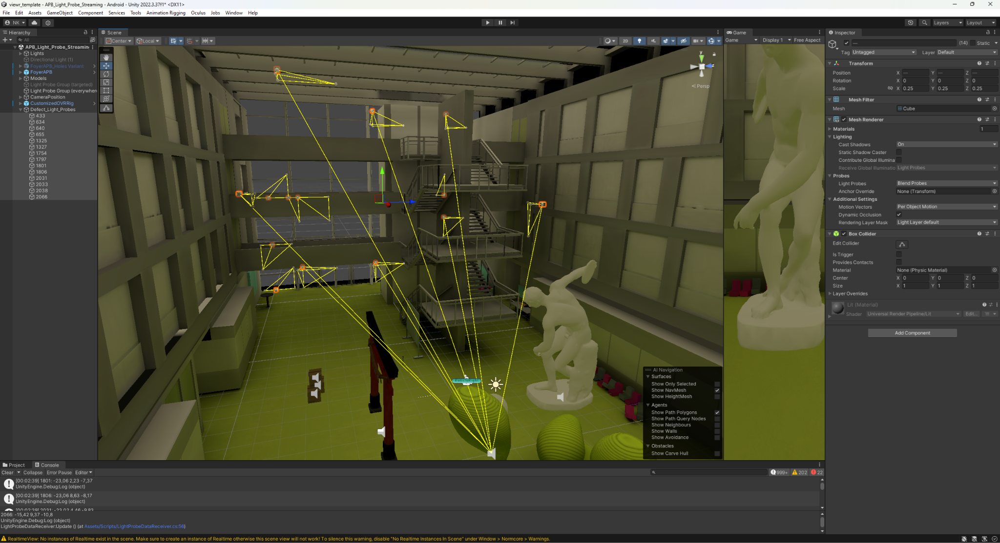 viewr_template - APB_Light_Probe_Streaming - Android - Unity 2022.3.37f1* <DX11>
File Edit Assets GameObject Component Services Tools Animation Rigging Oculus Jobs Window Help
NK
Layers Layout
Hierarchy
All
APB_Light_Probe_Streaming
Lights
Directional Light (1)
FoyerAPB_Holes Variant
FoyerAPB
Models
Light Probe Group (targeted)
Light Probe Group (everywher
CameraPosition
CustomizedOVRRig
Defect_Light_Probes
433
634
640
655
1325
1327
1754
1797
1801
1806
2031
2033
2038
2066
Scene
Center Local
2D
y
z
Persp
ReticleRight
AI Navigation
Surfaces
Show Only Selected
Show NavMesh
Show HeightMesh
Agents
Show Path Polygons
Show Path Query Nodes
Show Neighbours
Show Walls
Show Avoidance
Obstacles
Show Carve Hull
Game
Game Display 1 Free Aspect
Inspector
— (14) Static
Tag Untagged Layer Default
Transform
Position X — Y — Z —
Rotation X 0 Y 0 Z 0
Scale X 0.25 Y 0.25 Z 0.25
Mesh Filter
Mesh Cube
Mesh Renderer
Materials 1
Lighting
Cast Shadows On
Static Shadow Caster
Contribute Global Illumina
Receive Global Illuminatio Light Probes
Probes
Light Probes Blend Probes
Anchor Override None (Transform)
Additional Settings
Motion Vectors Per Object Motion
Dynamic Occlusion
Rendering Layer Mask Light Layer default
Box Collider
Edit Collider
Is Trigger
Provides Contacts
Material None (Physic Material)
Center X 0 Y 0 Z 0
Size X 1 Y 1 Z 1
Layer Overrides
Lit (Material)
Shader Universal Render Pipeline/Lit Edit...
Add Component
Project Console
Clear Collapse Error Pause Editor
999+ 202 22
[00:02:39] 1801: -23,06 2,23 -7,37
UnityEngine.Debug:Log (object)
[00:02:39] 1806: -23,06 8,63 -8,17
UnityEngine.Debug:Log (object)
[00:02:39] 2031: -23,02 4,46 -9,83
2066: -15,42 9,37 -10,8
UnityEngine.Debug:Log (object)
LightProbeDataReceiver:Update () (at Assets/Scripts/LightProbeDataReceiver.cs:56)
RealtimeView: No instances of Realtime exist in the scene. Make sure to create an instance of Realtime otherwise this scene view will not work! To silence this warning, disable "No Realtime Instances In Scene" under Window > Normcore > Warnings.